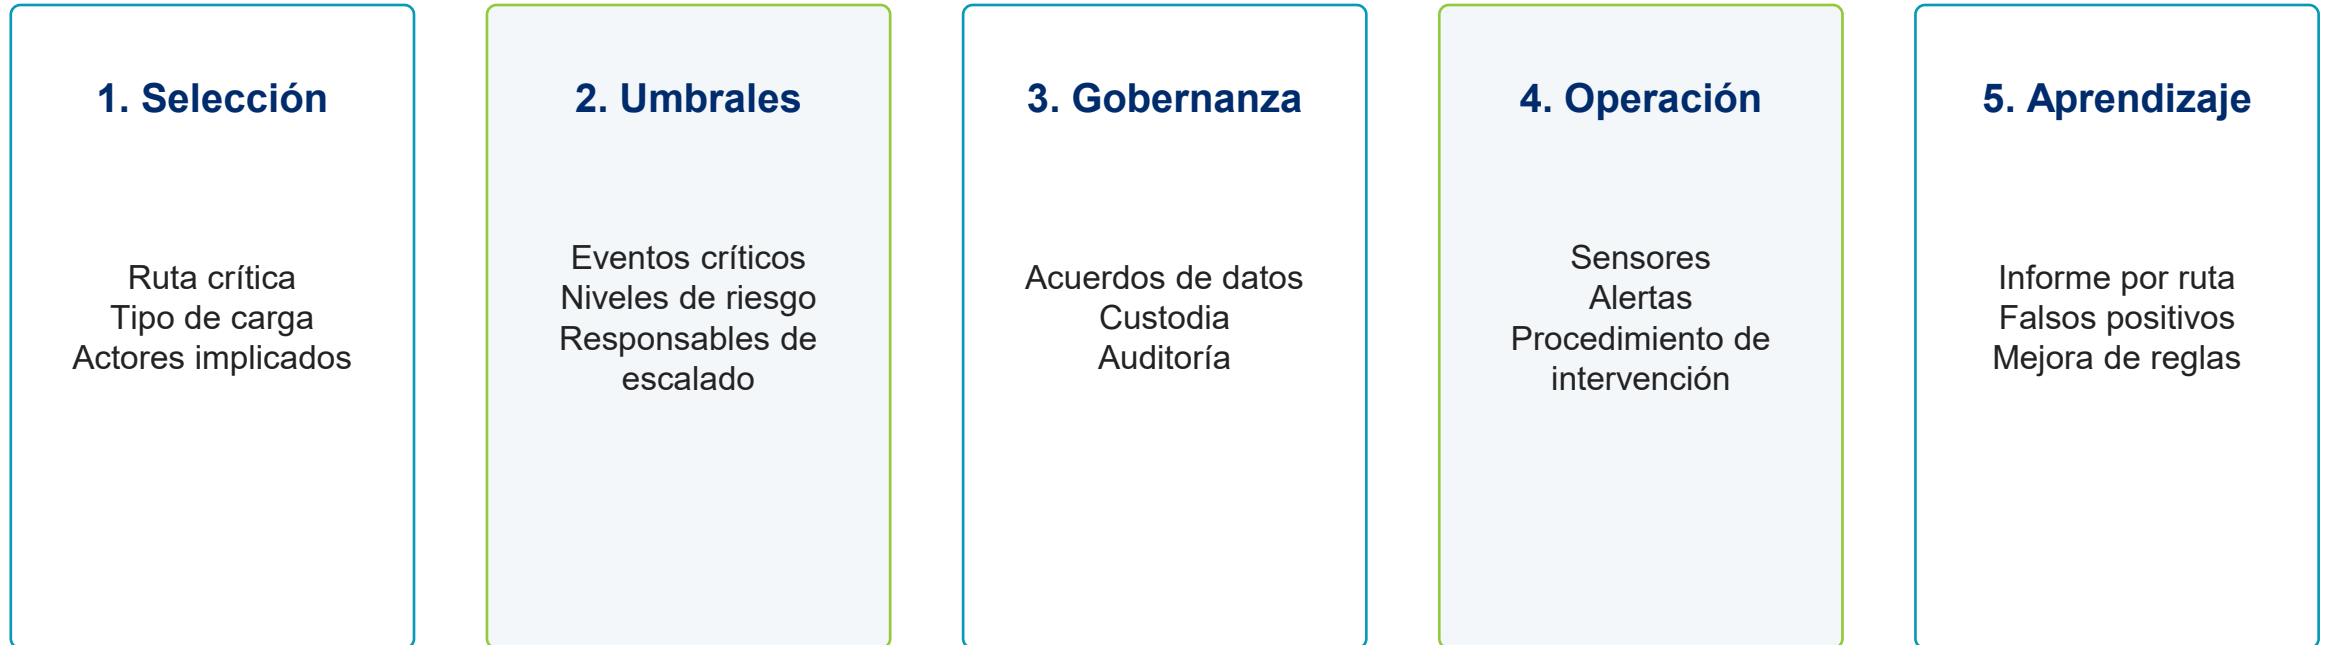 1. Selección
Ruta crítica
Tipo de carga
Actores implicados
2. Umbrales
Eventos críticos
Niveles de riesgo
Responsables de
escalado
3. Gobernanza
Acuerdos de datos
Custodia
Auditoría
4. Operación
Sensores
Alertas
Procedimiento de
intervención
5. Aprendizaje
Informe por ruta
Falsos positivos
Mejora de reglas